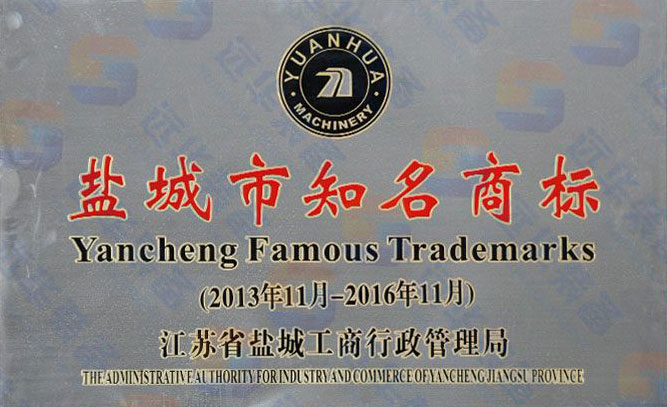 YUANHUA
MACHINERY
盐城市知名商标
Yancheng Famous Trademarks
(2013年11月-2016年11月)
江苏省盐城工商行政管理局
THE ADMINISTRATIVE AUTHORITY FOR INDUSTRY AND COMMERCE OF YANCHENG JIANGSU PROVINCE